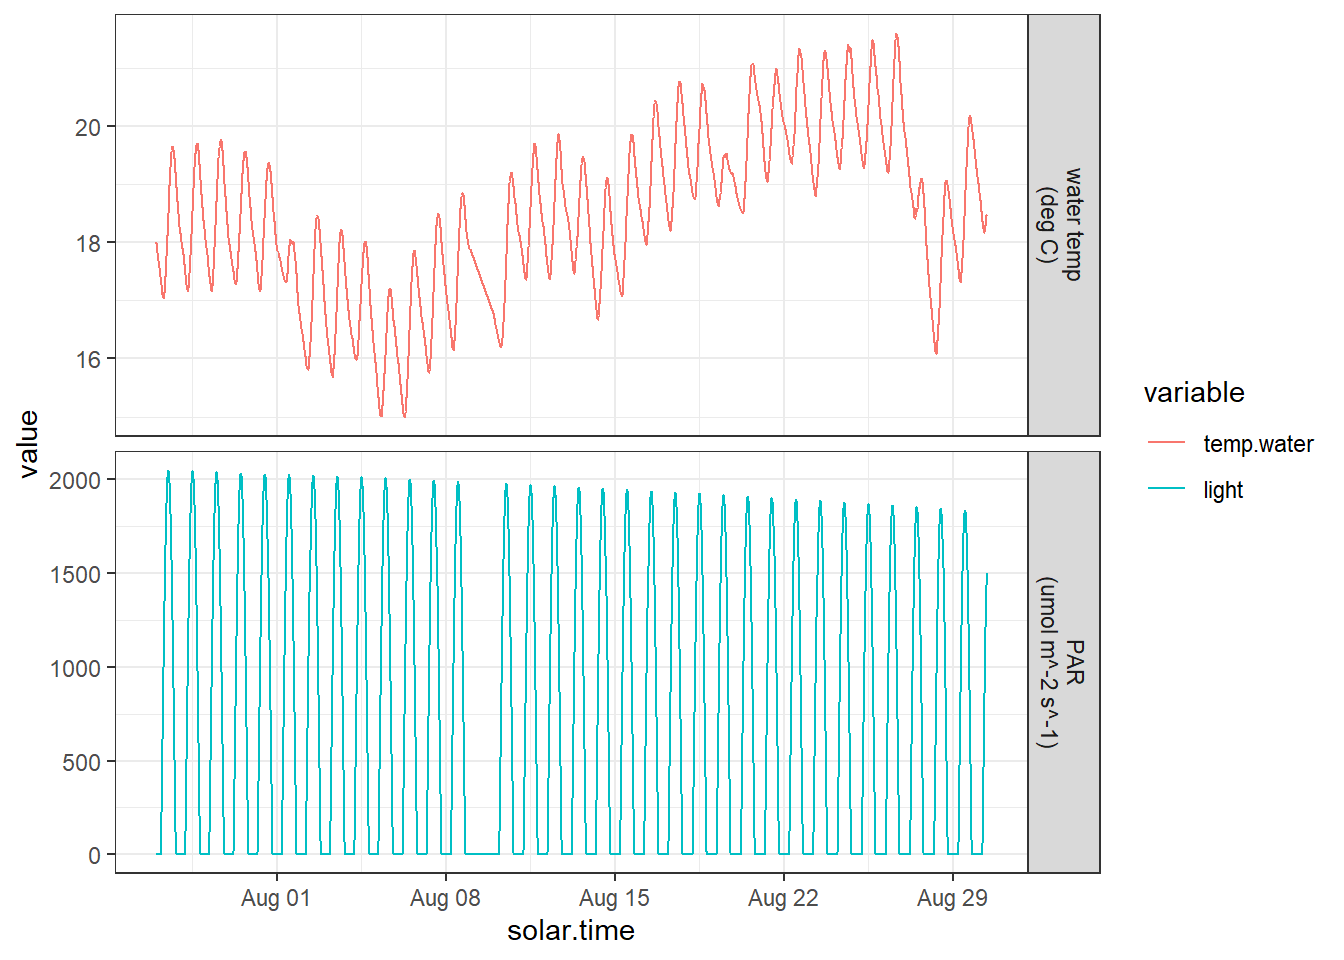 value
20
18
16
water temp
(deg C)
2000
1500
1000
500
0
PAR
(umol m^-2 s^-1)
Aug 01
Aug 08
Aug 15
Aug 22
Aug 29
solar.time
variable
temp.water
light